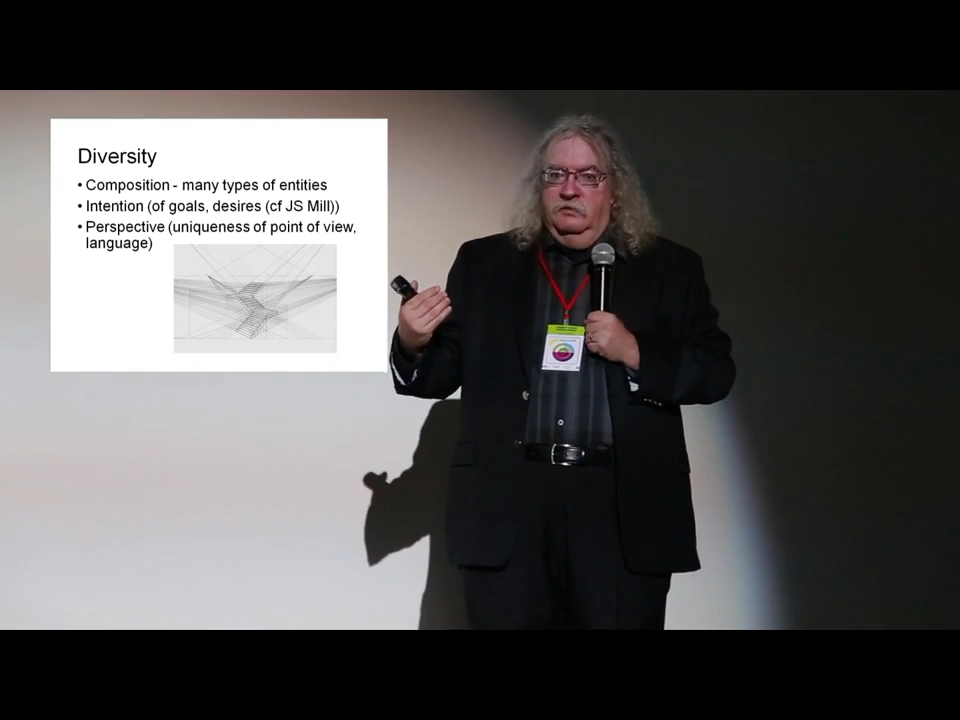 Diversity
• Composition - many types of entities
• Intention (of goals, desires (cf JS Mill))
• Perspective (uniqueness of point of view,
language)